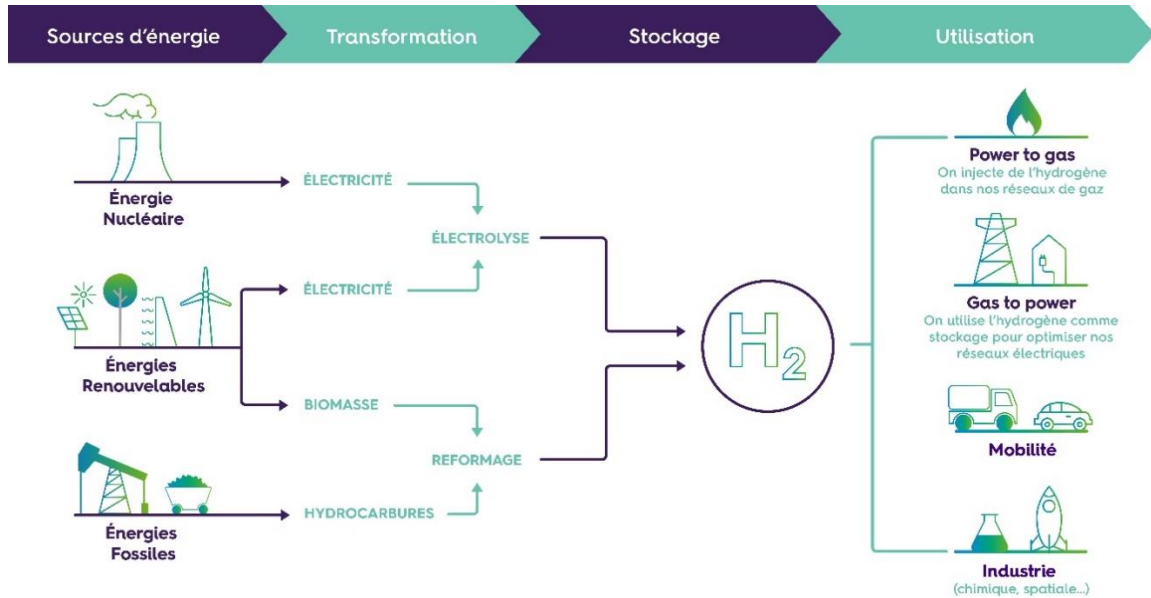 Sources d'énergie
Transformation
Stockage
Utilisation
Énergie
Nucléaire
ÉLECTRICITÉ
ÉLECTROLYSE
ÉLECTRICITÉ
Énergies
Renouvelables
BIOMASSE
REFORMAGE
HYDROCARBURES
Énergies
Fossiles
H2
Power to gas
On injecte de l'hydrogène
dans nos réseaux de gaz
Gas to power
On utilise l'hydrogène comme
stockage pour optimiser nos
réseaux électriques
Mobilité
Industrie
(chimique, spatiale...)